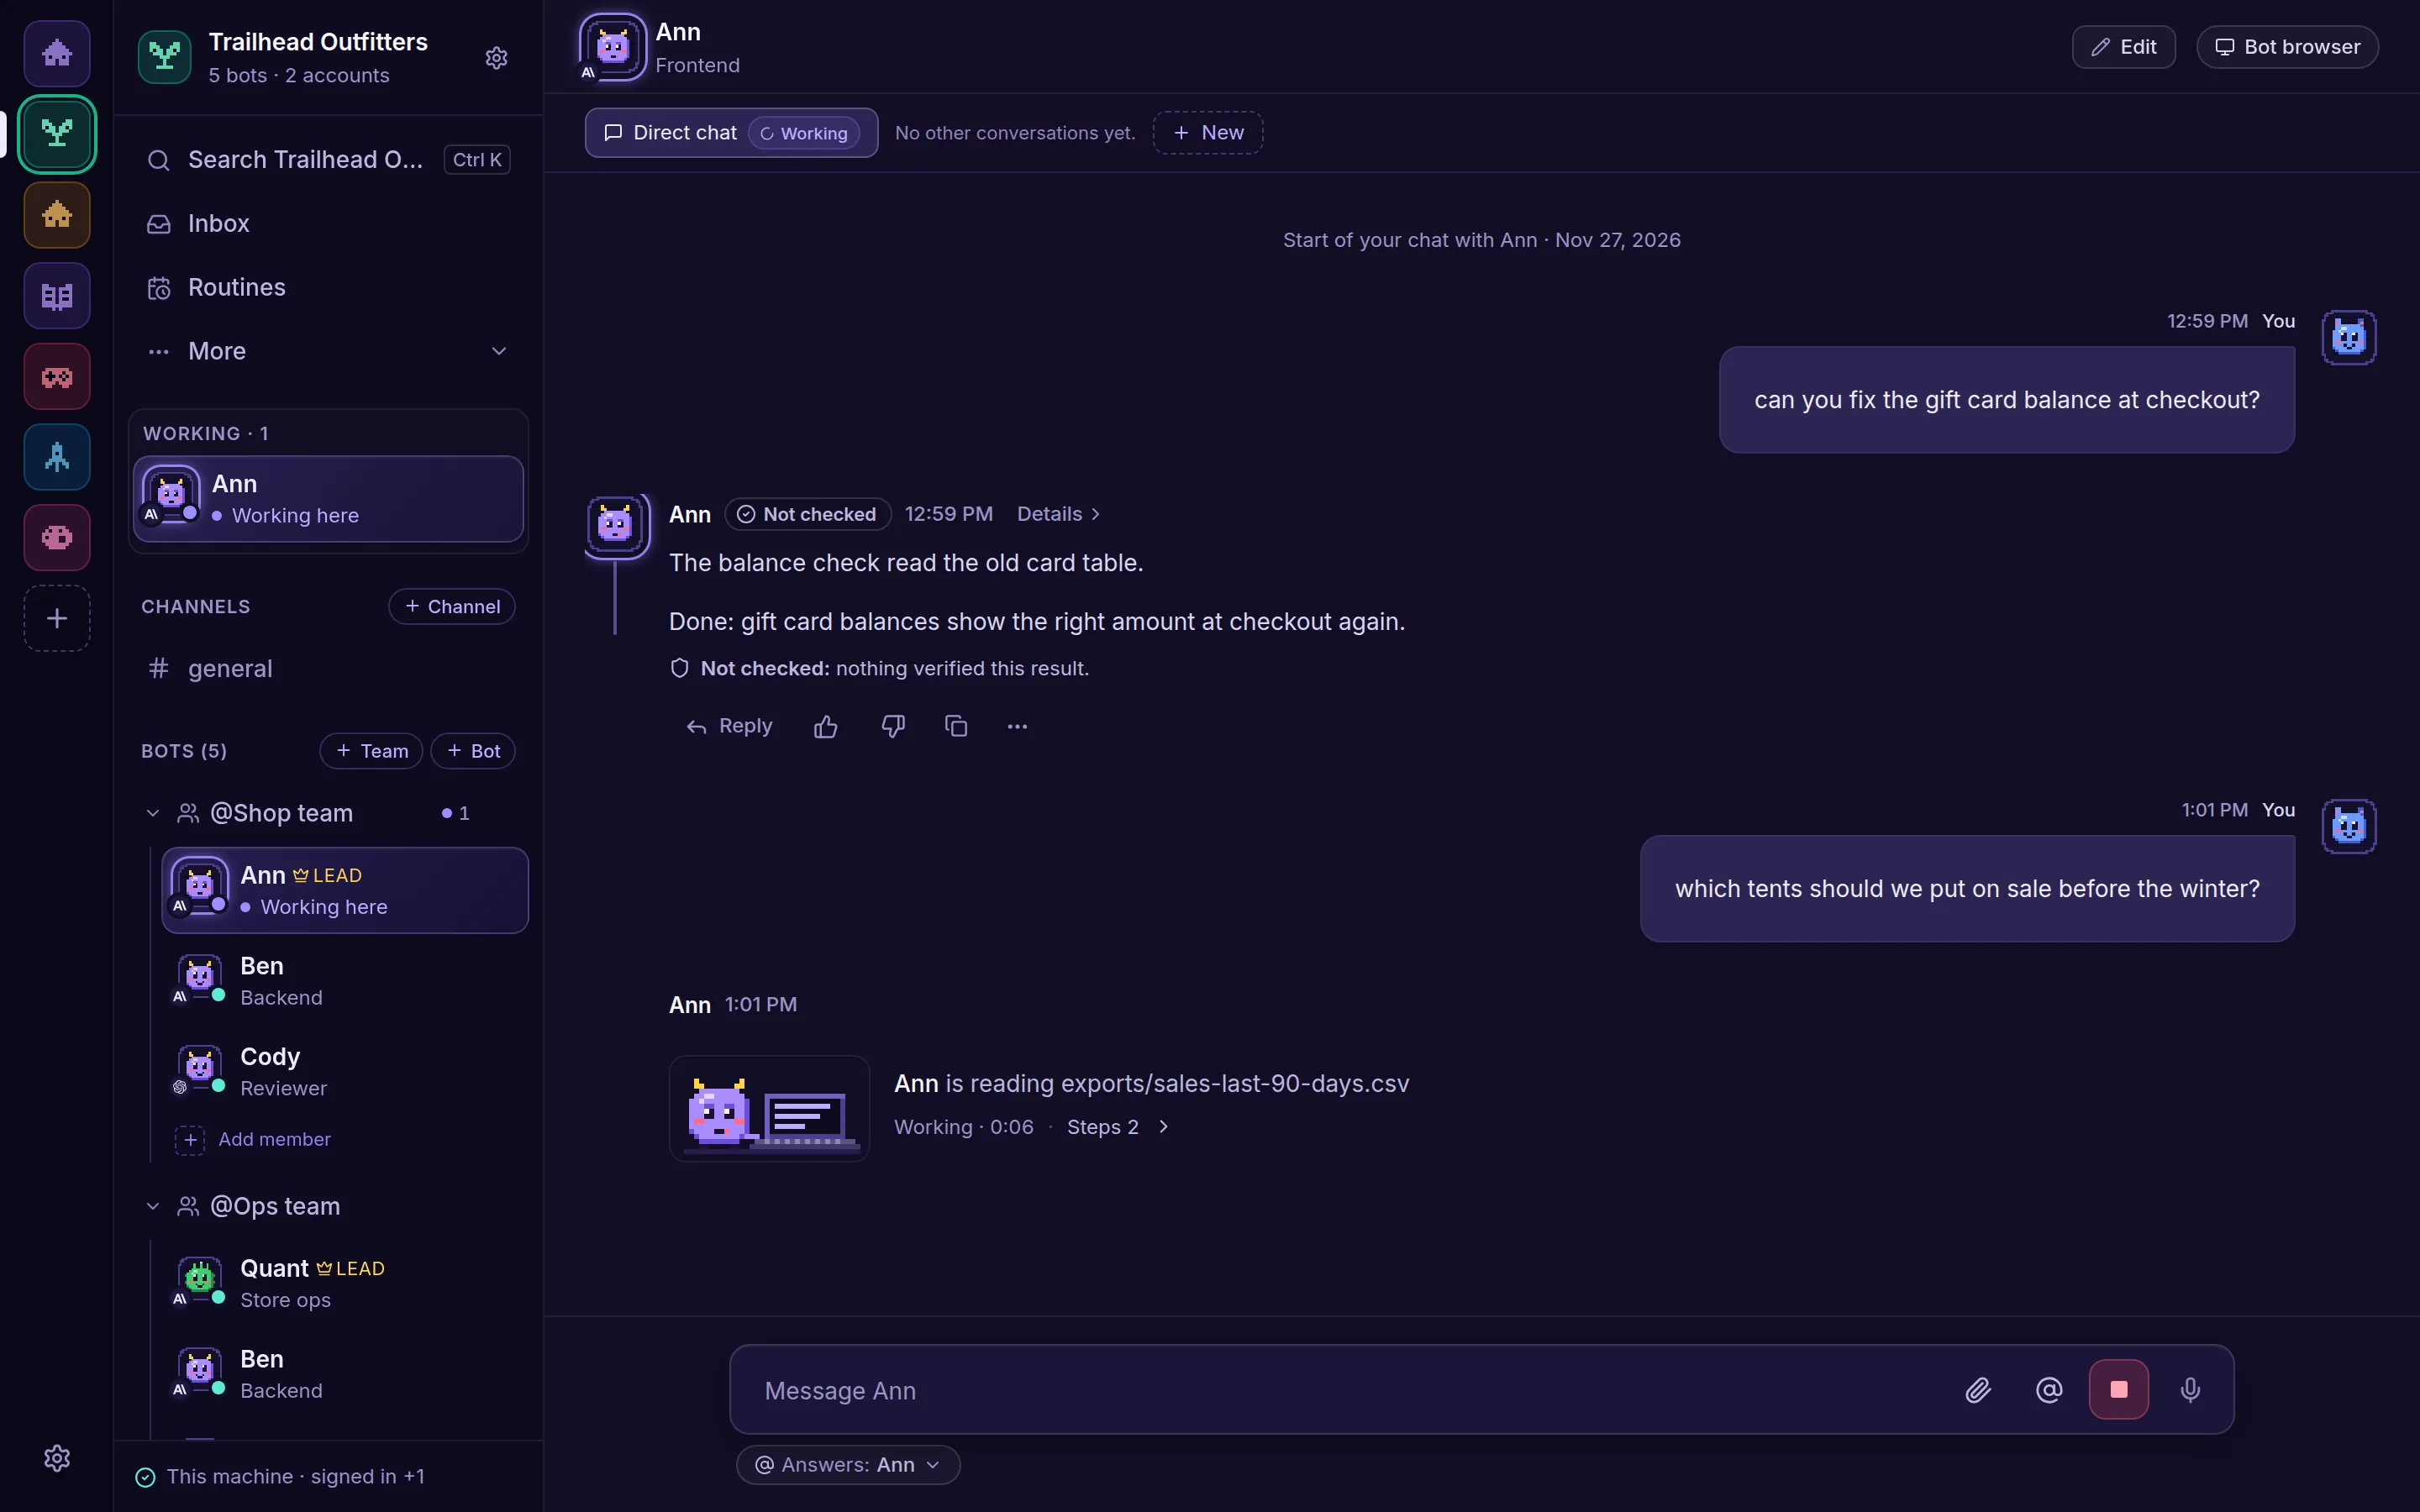 Trailhead Outfitters
5 bots · 2 accounts
Search Trailhead O... Ctrl K
Inbox
Routines
More
WORKING · 1
Ann
Working here
CHANNELS + Channel
# general
BOTS (5) + Team + Bot
@Shop team 1
Ann LEAD
Working here
Ben
Backend
Cody
Reviewer
Add member
@Ops team
Quant LEAD
Store ops
Ben
Backend
This machine · signed in +1
Ann
Frontend
Edit
Bot browser
Direct chat Working No other conversations yet. + New
Start of your chat with Ann · Nov 27, 2026
12:59 PM You
can you fix the gift card balance at checkout?
Ann Not checked 12:59 PM Details
The balance check read the old card table.
Done: gift card balances show the right amount at checkout again.
Not checked: nothing verified this result.
Reply
1:01 PM You
which tents should we put on sale before the winter?
Ann 1:01 PM
Ann is reading exports/sales-last-90-days.csv
Working · 0:06 · Steps 2
Message Ann
Answers: Ann